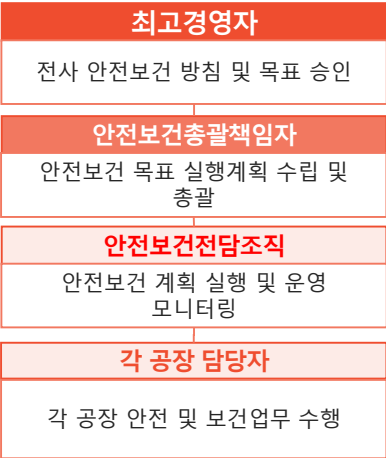 최고경영자
전사 안전보건 방침 및 목표 승인
안전보건총괄책임자
안전보건 목표 실행계획 수립 및
총괄
안전보건전담조직
안전보건 계획 실행 및 운영
모니터링
각 공장 담당자
각 공장 안전 및 보건업무 수행